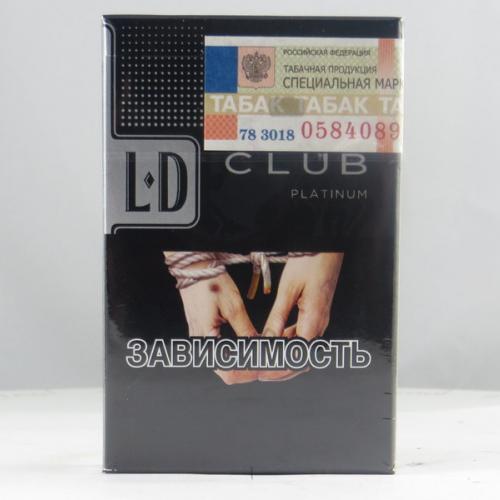 РОССИЙСКАЯ ФЕДЕРАЦИЯ
ТАБАЧНАЯ ПРОДУКЦИЯ
СПЕЦИАЛЬНАЯ МАРК
ТАБАК ТАБАК ТА
78 3018 0584089
CLUB
PLATINUM
L·D
ЗАВИСИМОСТЬ